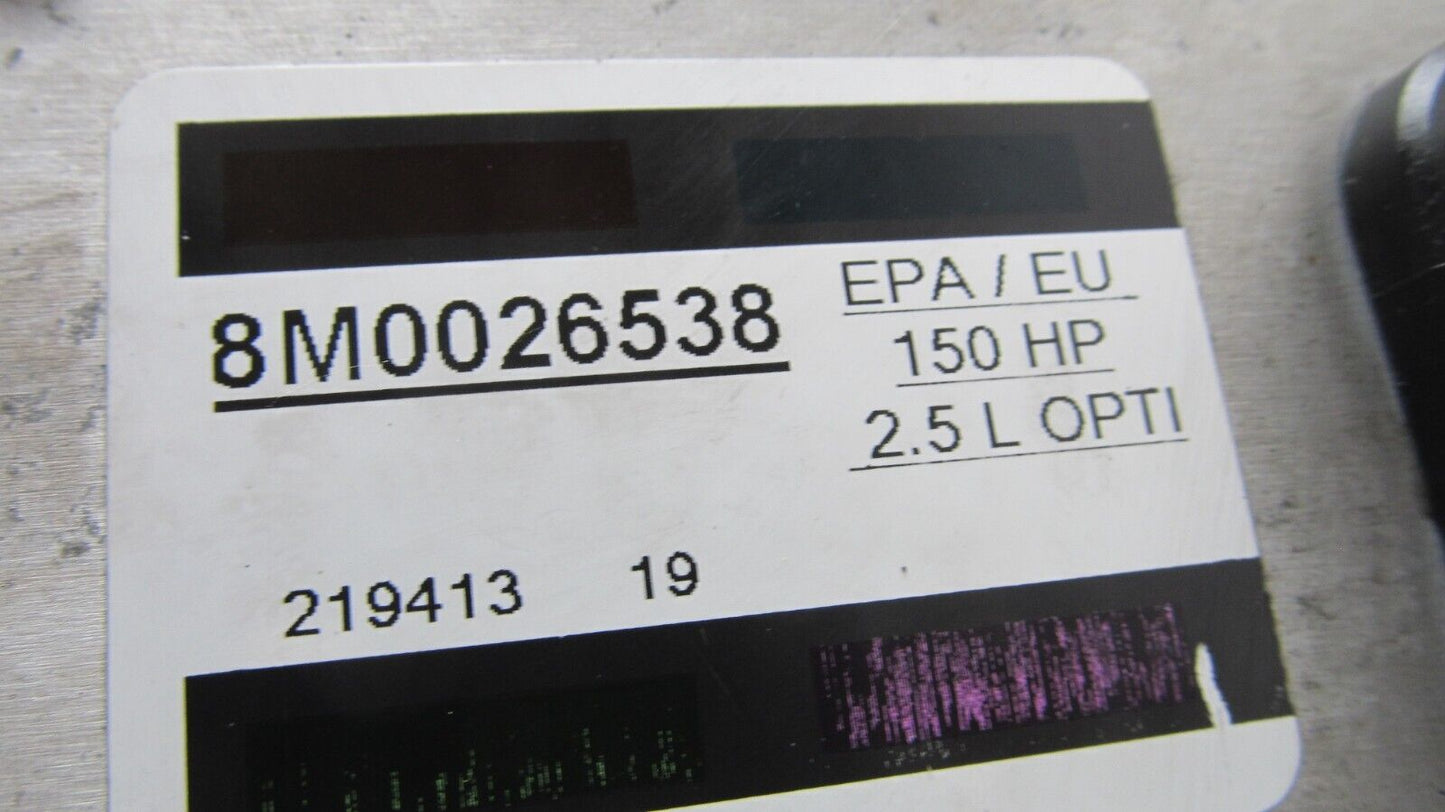 8M0026538
EPA / EU
150 HP
2.5 L OPTI
219413 19